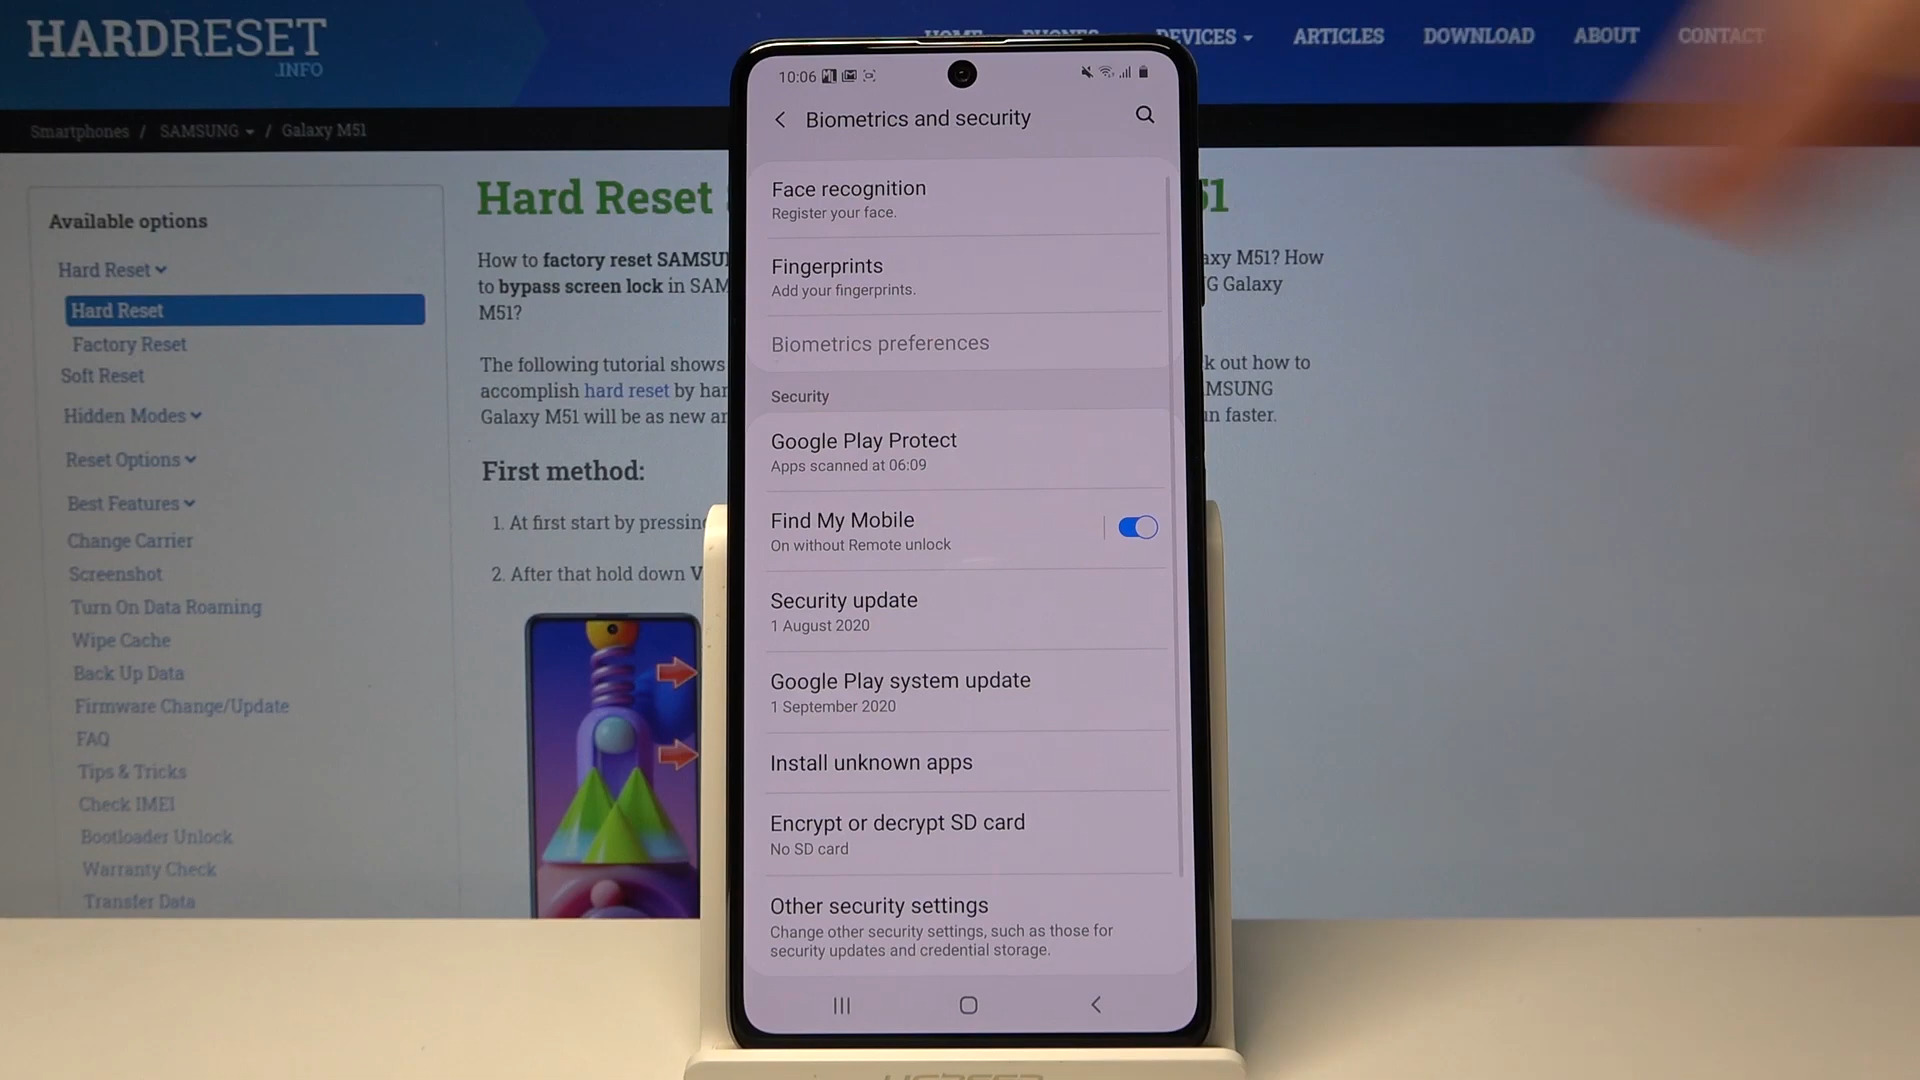 HARDRESET
.INFO
HOME PHONES DEVICES ARTICLES DOWNLOAD ABOUT CONTACT
Smartphones / SAMSUNG / Galaxy M51
Available options
Hard Reset
Hard Reset
Factory Reset
Soft Reset
Hidden Modes
Reset Options
Best Features
Change Carrier
Screenshot
Turn On Data Roaming
Wipe Cache
Back Up Data
Firmware Change/Update
FAQ
Tips & Tricks
Check IMEI
Bootloader Unlock
Warranty Check
Transfer Data
Hard Reset 51
How to factory reset SAMSU axy M51? How
to bypass screen lock in SAM G Galaxy
M51?
The following tutorial shows k out how to
accomplish hard reset by har MSUNG
Galaxy M51 will be as new an n faster.
First method:
1. At first start by pressin
2. After that hold down V
10:06
Biometrics and security
Face recognition
Register your face.
Fingerprints
Add your fingerprints.
Biometrics preferences
Security
Google Play Protect
Apps scanned at 06:09
Find My Mobile
On without Remote unlock
Security update
1 August 2020
Google Play system update
1 September 2020
Install unknown apps
Encrypt or decrypt SD card
No SD card
Other security settings
Change other security settings, such as those for
security updates and credential storage.